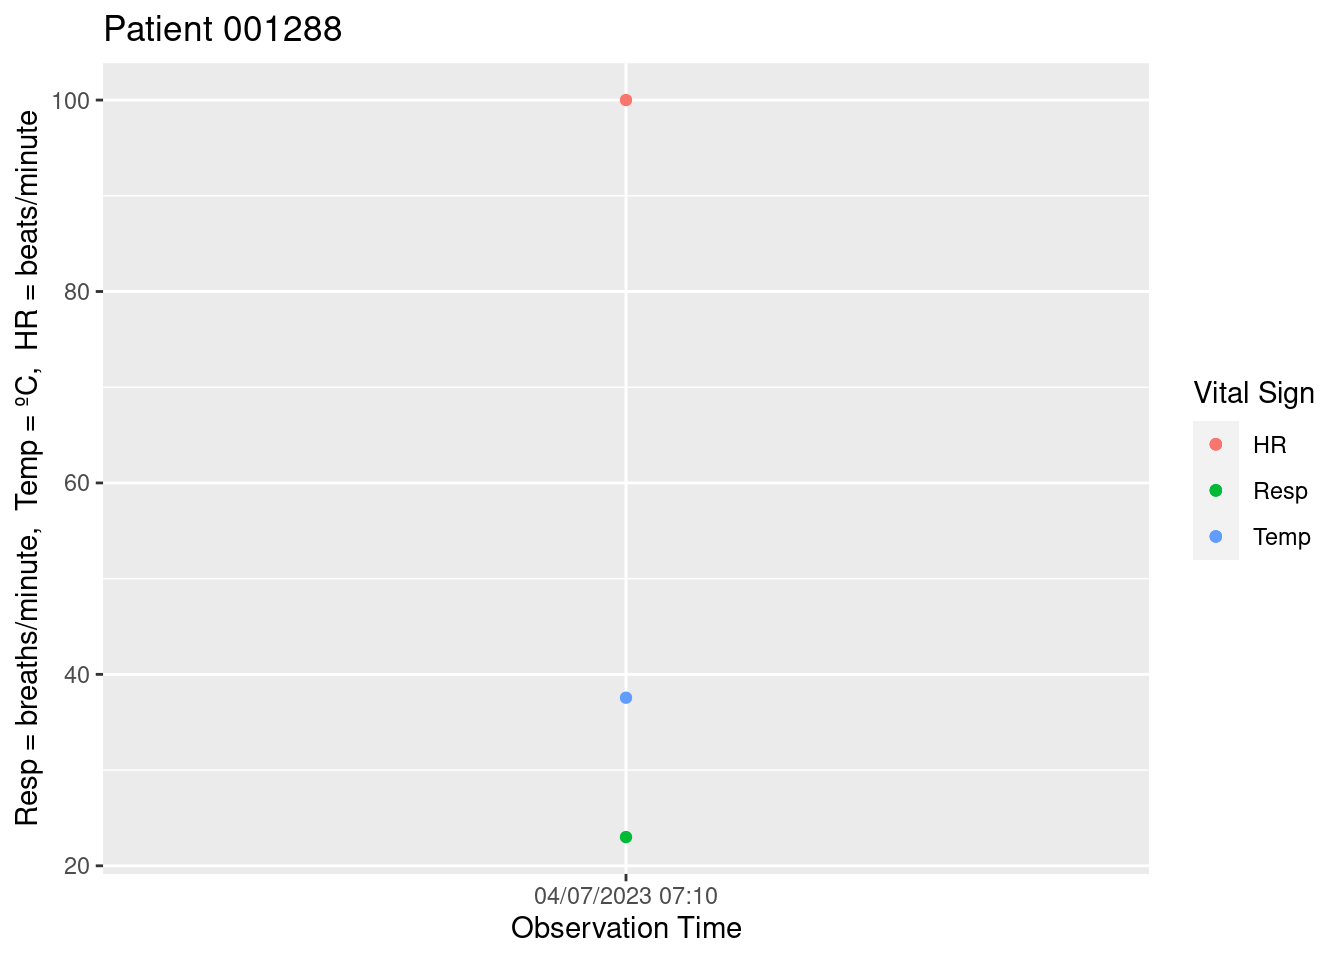 Patient 001288
Resp = breaths/minute,  Temp = ºC,  HR = beats/minute
100
80
60
40
20
04/07/2023 07:10
Observation Time
Vital Sign
HR
Resp
Temp